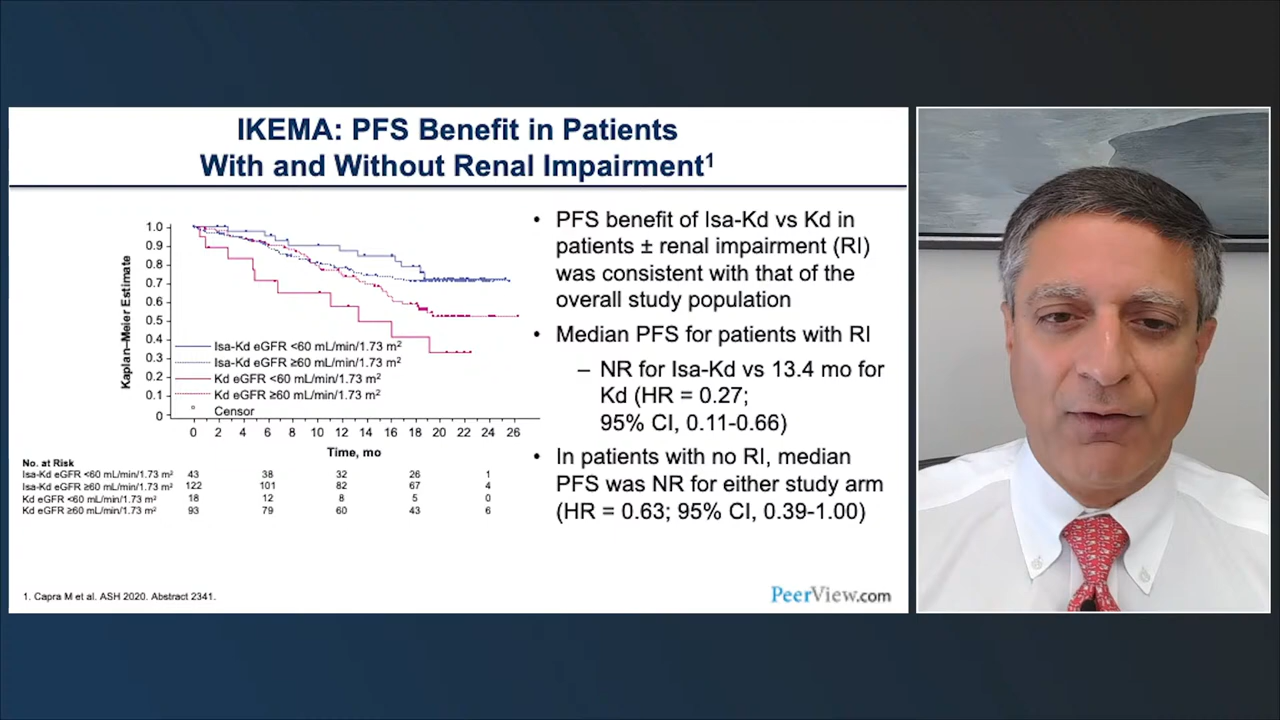 IKEMA: PFS Benefit in Patients
With and Without Renal Impairment1
1.0
0.9
0.8
0.7
0.5
0.4
0.3
0.2
0.1
0
Kaplan–Meier Estimate
Isa-Kd eGFR <60 mL/min/1.73 m²
Isa-Kd eGFR ≥60 mL/min/1.73 m²
Kd eGFR <60 mL/min/1.73 m²
Kd eGFR ≥60 mL/min/1.73 m²
Censor
0 2 4 6 8 10 12 14 16 18 20 22 24 26
Time, mo
No. at Risk
Isa-Kd eGFR <60 mL/min/1.73 m² 43 38 32 26 1
Isa-Kd eGFR ≥60 mL/min/1.73 m² 122 101 82 67 4
Kd eGFR <60 mL/min/1.73 m² 18 12 8 5 0
Kd eGFR ≥60 mL/min/1.73 m² 93 79 60 43 6
• PFS benefit of Isa-Kd vs Kd in
patients ± renal impairment (RI)
was consistent with that of the
overall study population
• Median PFS for patients with RI
– NR for Isa-Kd vs 13.4 mo for
Kd (HR = 0.27;
95% CI, 0.11-0.66)
• In patients with no RI, median
PFS was NR for either study arm
(HR = 0.63; 95% CI, 0.39-1.00)
1. Capra M et al. ASH 2020. Abstract 2341.
PeerView.com